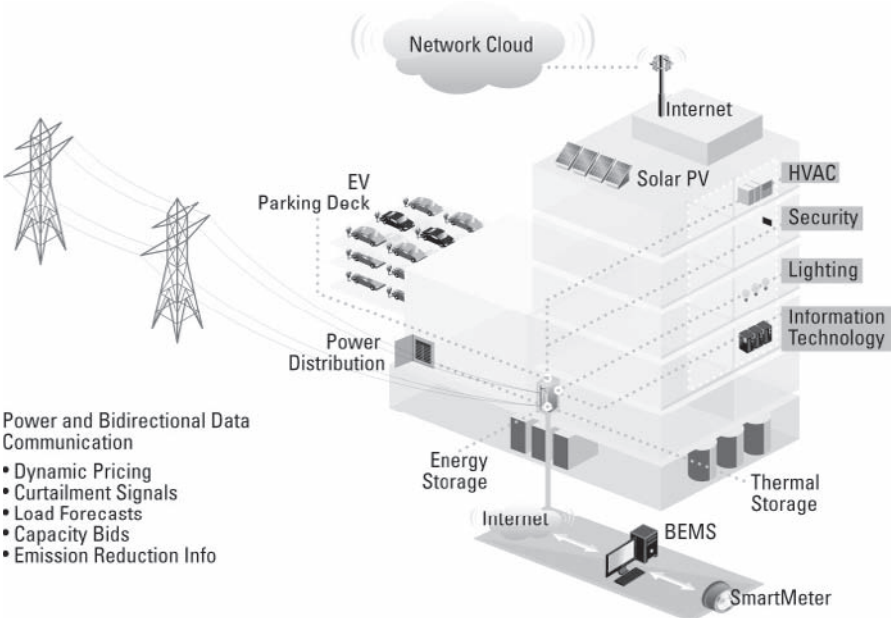 Network Cloud
Internet
Solar PV
HVAC
Security
Lighting
Information
Technology
EV
Parking Deck
Power
Distribution
Power and Bidirectional Data
Communication
• Dynamic Pricing
• Curtailment Signals
• Load Forecasts
• Capacity Bids
• Emission Reduction Info
Energy
Storage
Thermal
Storage
Internet
BEMS
SmartMeter